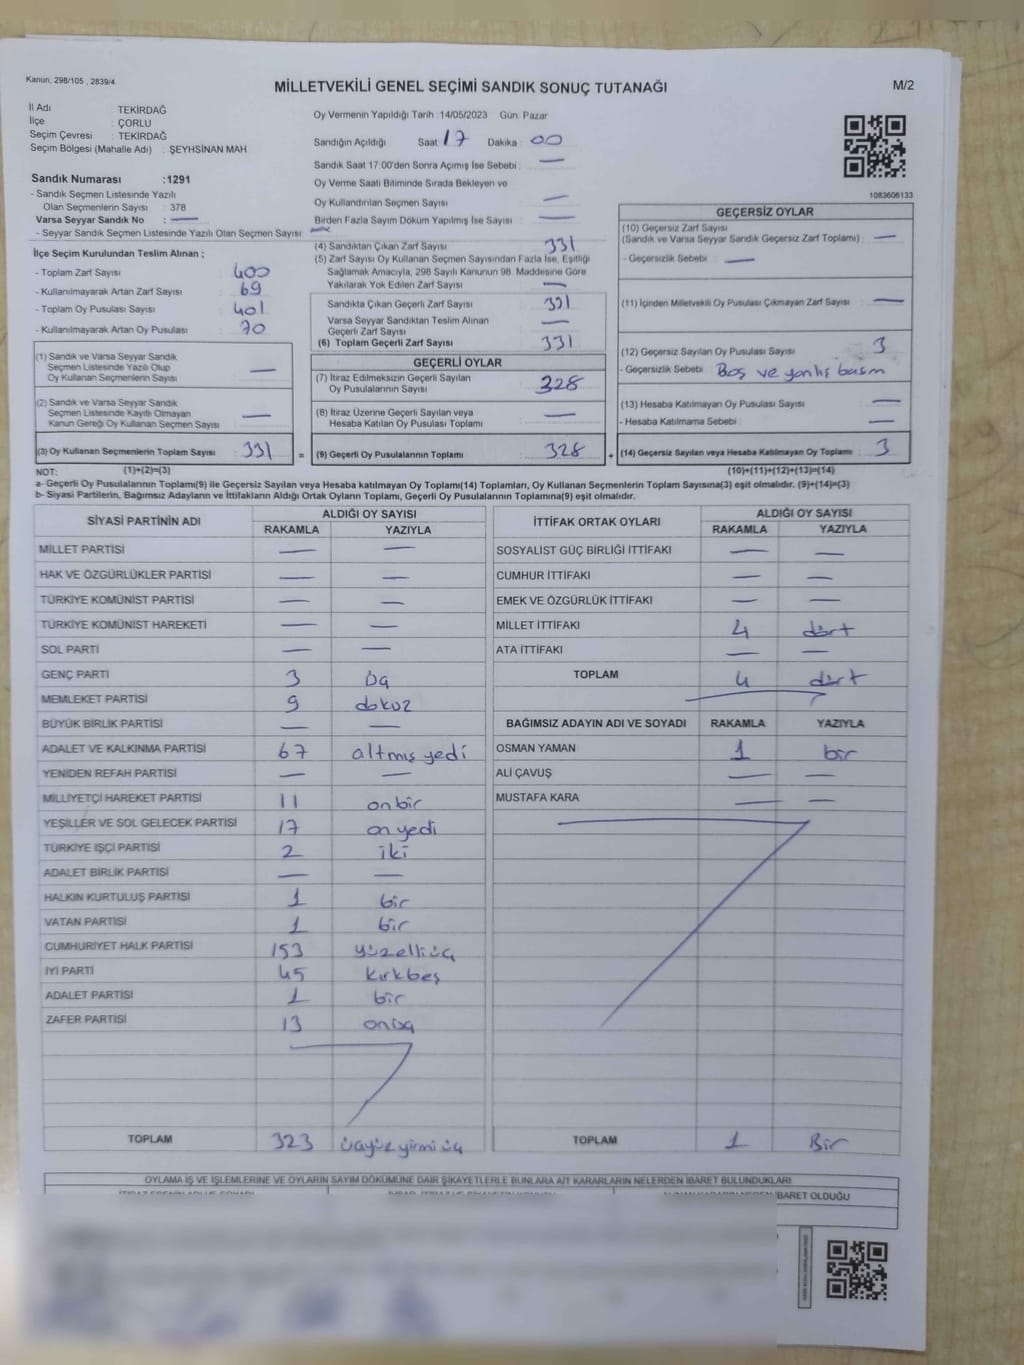 Kanun, 298/105 , 2839/4
MİLLETVEKİLİ GENEL SEÇİMİ SANDIK SONUÇ TUTANAĞI
M/2
İl Adı TEKİRDAĞ
İlçe : ÇORLU
Seçim Çevresi : TEKİRDAĞ
Seçim Bölgesi (Mahalle Adı) : ŞEYHSİNAN MAH
Sandık Numarası :1291
- Sandık Seçmen Listesinde Yazılı
Olan Seçmenlerin Sayısı : 378
Varsa Seyyar Sandık No : —
- Seyyar Sandık Seçmen Listesinde Yazılı Olan Seçmen Sayısı: —
İlçe Seçim Kurulundan Teslim Alınan ;
- Toplam Zarf Sayısı 400
- Kullanılmayarak Artan Zarf Sayısı 69
- Toplam Oy Pusulası Sayısı 401
- Kullanılmayarak Artan Oy Pusulası 70
(1) Sandık ve Varsa Seyyar Sandık
Seçmen Listesinde Yazılı Olup
Oy Kullanan Seçmenlerin Sayısı —
(2) Sandık ve Varsa Seyyar Sandık
Seçmen Listesinde Kayıtlı Olmayan
Kanun Gereği Oy Kullanan Seçmen Sayısı —
(3) Oy Kullanan Seçmenlerin Toplam Sayısı 331 =
Oy Vermenin Yapıldığı Tarih :14/05/2023 Gün: Pazar
Sandığın Açıldığı Saat 17 Dakika : 00
Sandık Saat 17:00'den Sonra Açımış İse Sebebi : —
Oy Verme Saati Bitiminde Sırada Bekleyen ve
Oy Kullandırılan Seçmen Sayısı —
Birden Fazla Sayım Döküm Yapılmış İse Sayısı —
(4) Sandıktan Çıkan Zarf Sayısı 331
(5) Zarf Sayısı Oy Kullanan Seçmen Sayısından Fazla İse, Eşitliği
Sağlamak Amacıyla, 298 Sayılı Kanunun 98. Maddesine Göre
Yakılarak Yok Edilen Zarf Sayısı —
Sandıkta Çıkan Geçerli Zarf Sayısı 331
Varsa Seyyar Sandıktan Teslim Alınan
Geçerli Zarf Sayısı —
(6) Toplam Geçerli Zarf Sayısı 331
GEÇERLİ OYLAR
(7) İtiraz Edilmeksizin Geçerli Sayılan
Oy Pusulalarının Sayısı 328
(8) İtiraz Üzerine Geçerli Sayılan veya
Hesaba Katılan Oy Pusulası Toplamı —
(9) Geçerli Oy Pusulalarının Toplamı 328 +
1083606133
GEÇERSİZ OYLAR
(10) Geçersiz Zarf Sayısı
(Sandık ve Varsa Seyyar Sandık Geçersiz Zarf Toplamı) —
- Geçersizlik Sebebi : —
(11) İçinden Milletvekili Oy Pusulası Çıkmayan Zarf Sayısı —
(12) Geçersiz Sayılan Oy Pusulası Sayısı 3
- Geçersizlik Sebebi : Boş ve yanlış basım
(13) Hesaba Katılmayan Oy Pusulası Sayısı —
- Hesaba Katılmama Sebebi : —
(14) Geçersiz Sayılan veya Hesaba Katılmayan Oy Toplamı 3
NOT: (1)+(2)=(3) (10)+(11)+(12)+(13)=(14)
a- Geçerli Oy Pusulalarının Toplamı(9) ile Geçersiz Sayılan veya Hesaba katılmayan Oy Toplamı(14) Toplamları, Oy Kullanan Seçmenlerin Toplam Sayısına(3) eşit olmalıdır. (9)+(14)=(3)
b- Siyasi Partilerin, Bağımsız Adayların ve İttifakların Aldığı Ortak Oyların Toplamı, Geçerli Oy Pusulalarının Toplamına(9) eşit olmalıdır.
SİYASİ PARTİNİN ADI ALDIĞI OY SAYISI
RAKAMLA YAZIYLA
MİLLET PARTİSİ — —
HAK VE ÖZGÜRLÜKLER PARTİSİ — —
TÜRKİYE KOMÜNİST PARTİSİ — —
TÜRKİYE KOMÜNİST HAREKETİ — —
SOL PARTİ — —
GENÇ PARTİ 3 üç
MEMLEKET PARTİSİ 9 dokuz
BÜYÜK BİRLİK PARTİSİ — —
ADALET VE KALKINMA PARTİSİ 67 altmış yedi
YENİDEN REFAH PARTİSİ — —
MİLLİYETÇİ HAREKET PARTİSİ 11 onbir
YEŞİLLER VE SOL GELECEK PARTİSİ 17 on yedi
TÜRKİYE İŞÇİ PARTİSİ 2 iki
ADALET BİRLİK PARTİSİ — —
HALKIN KURTULUŞ PARTİSİ 1 bir
VATAN PARTİSİ 1 bir
CUMHURİYET HALK PARTİSİ 153 yüzelliüç
İYİ PARTİ 45 kırkbeş
ADALET PARTİSİ 1 bir
ZAFER PARTİSİ 13 onüç
TOPLAM 323 üçyüz yirmi üç
İTTİFAK ORTAK OYLARI ALDIĞI OY SAYISI
RAKAMLA YAZIYLA
SOSYALİST GÜÇ BİRLİĞİ İTTİFAKI — —
CUMHUR İTTİFAKI — —
EMEK VE ÖZGÜRLÜK İTTİFAKI — —
MİLLET İTTİFAKI 4 dört
ATA İTTİFAKI — —
TOPLAM 4 dört
BAĞIMSIZ ADAYIN ADI VE SOYADI RAKAMLA YAZIYLA
OSMAN YAMAN 1 bir
ALİ ÇAVUŞ — —
MUSTAFA KARA — —
TOPLAM 1 Bir
OYLAMA İŞ VE İŞLEMLERİNE VE OYLARIN SAYIM DÖKÜMÜNE DAİR ŞİKAYETLERLE BUNLARA AİT KARARLARIN NELERDEN İBARET BULUNDUKLARI
İBARET OLDUĞU